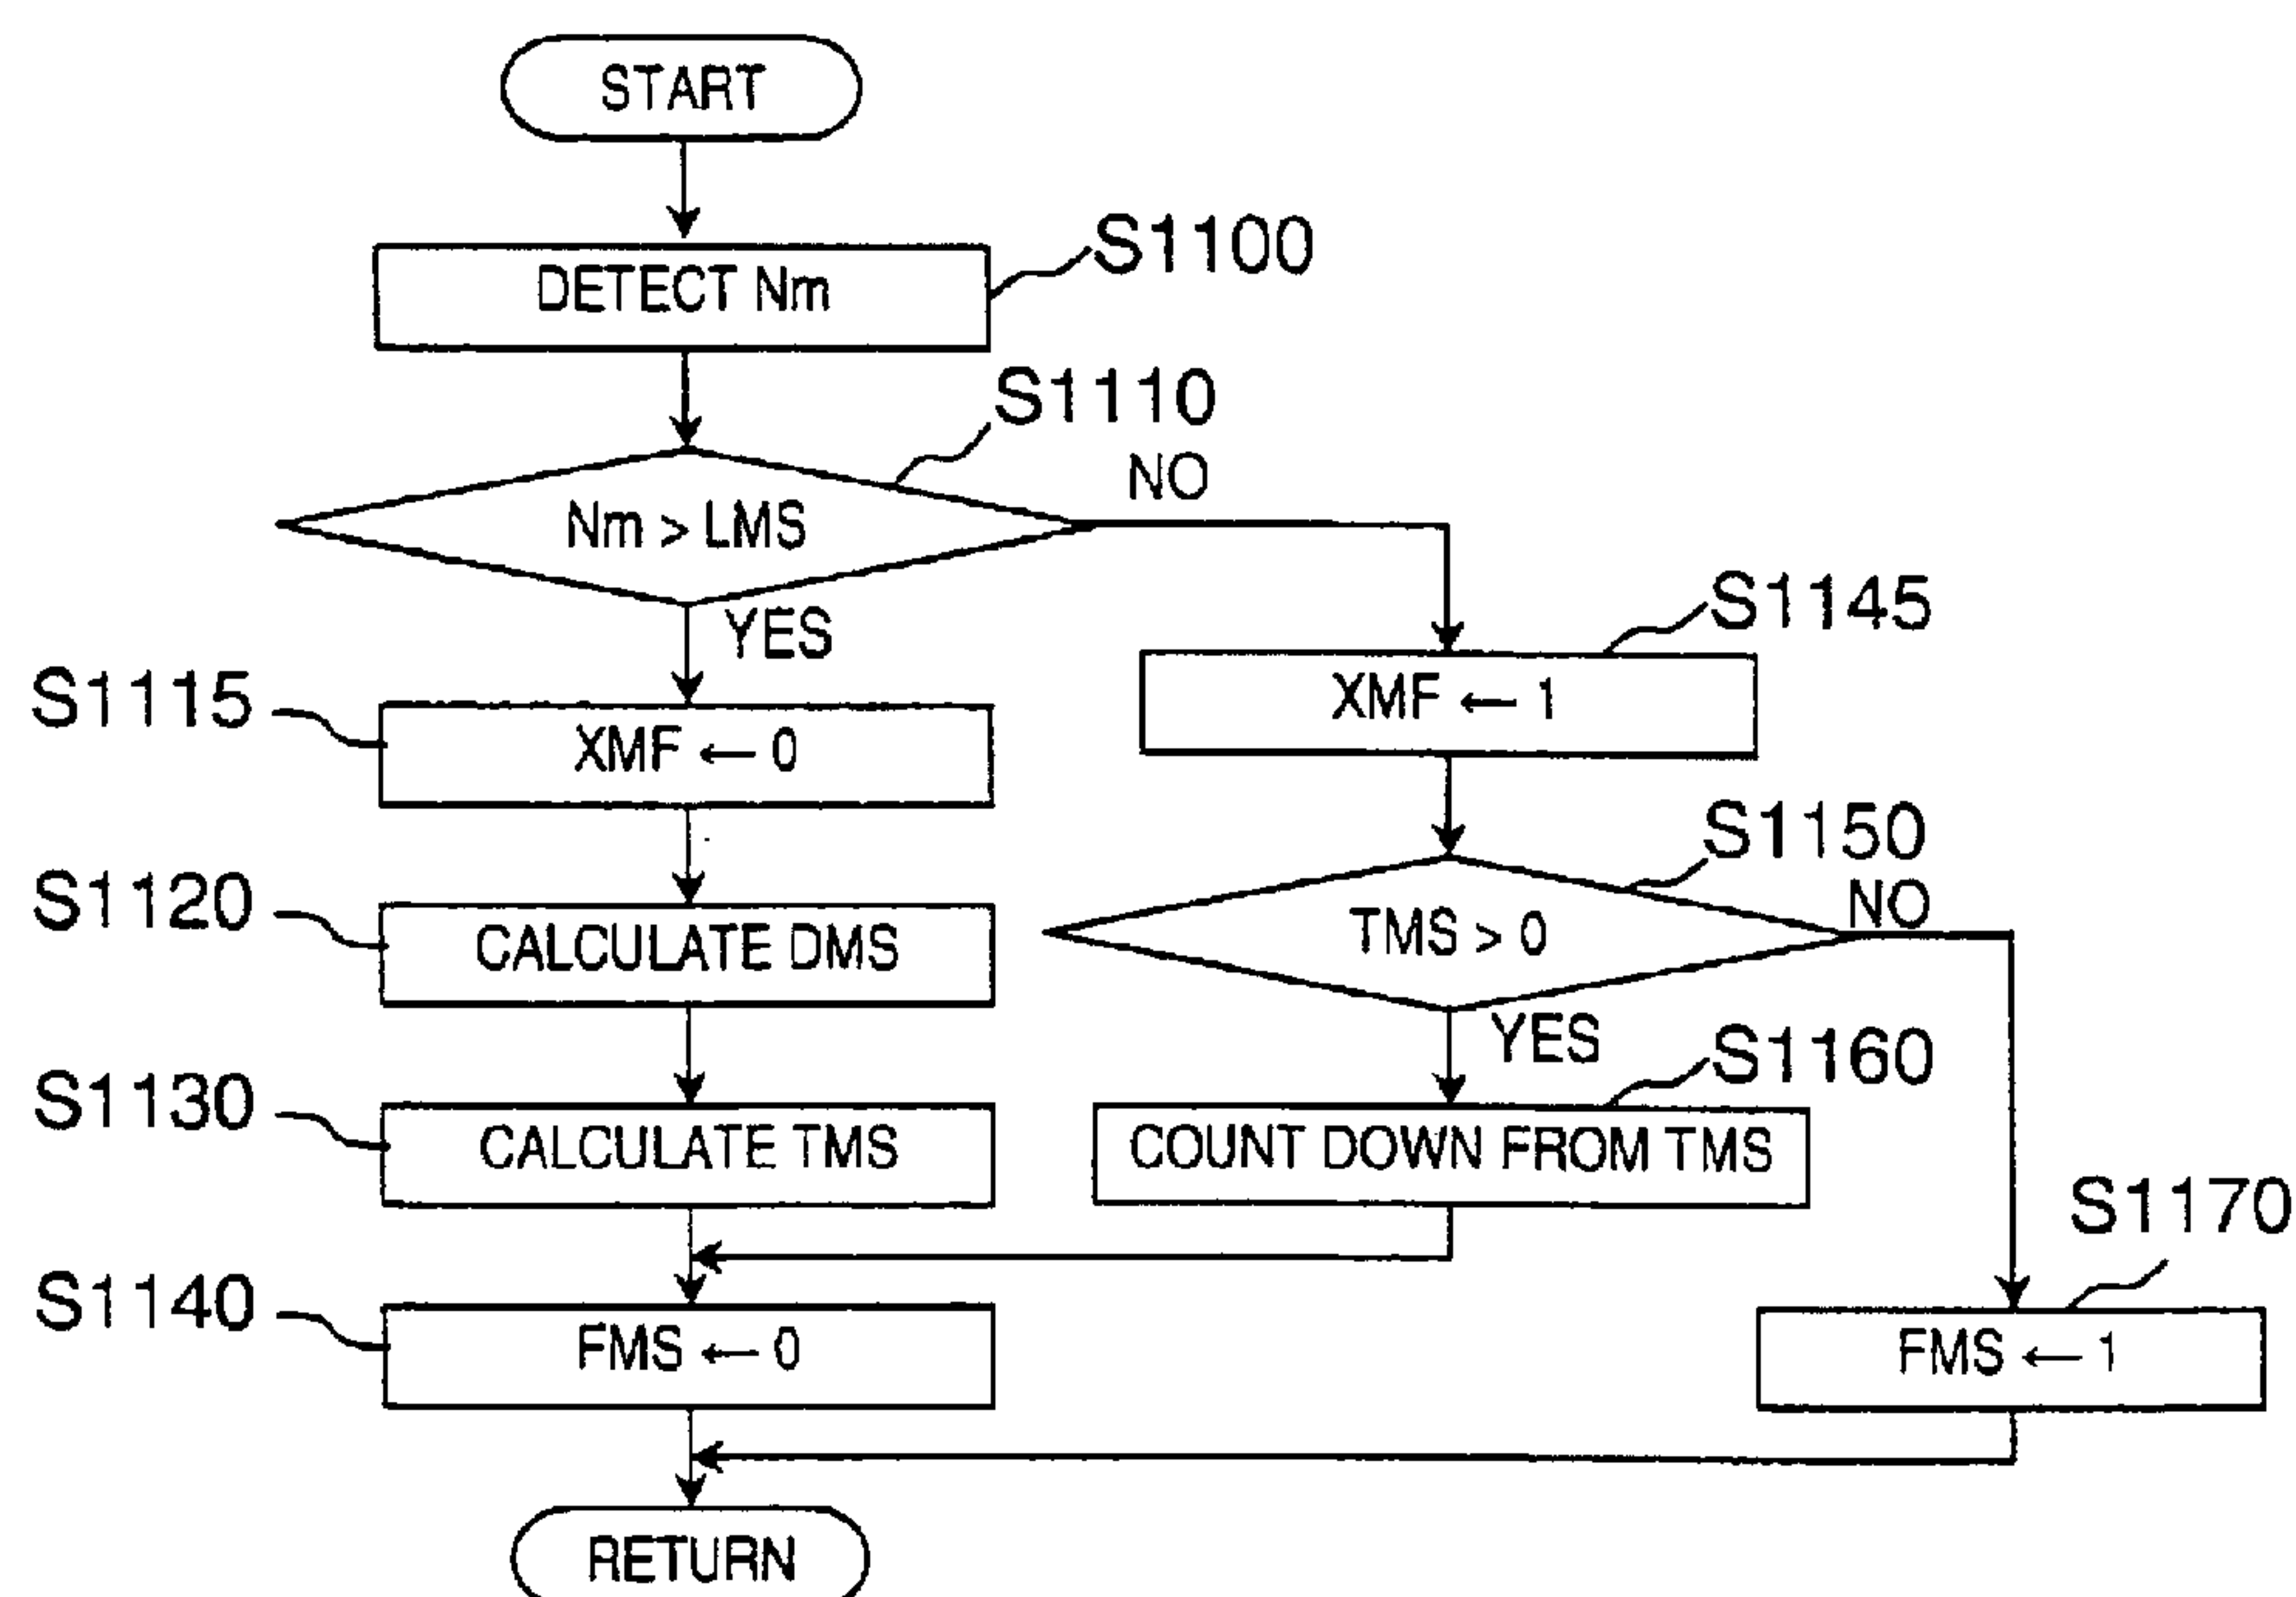 START
DETECT Nm
S1100
S1110
Nm > LMS
NO
YES
S1115
XMF ← 0
S1145
XMF ← 1
S1120
CALCULATE DMS
S1150
TMS > 0
NO
YES
S1130
CALCULATE TMS
S1160
COUNT DOWN FROM TMS
S1140
FMS ← 0
S1170
FMS ← 1
RETURN